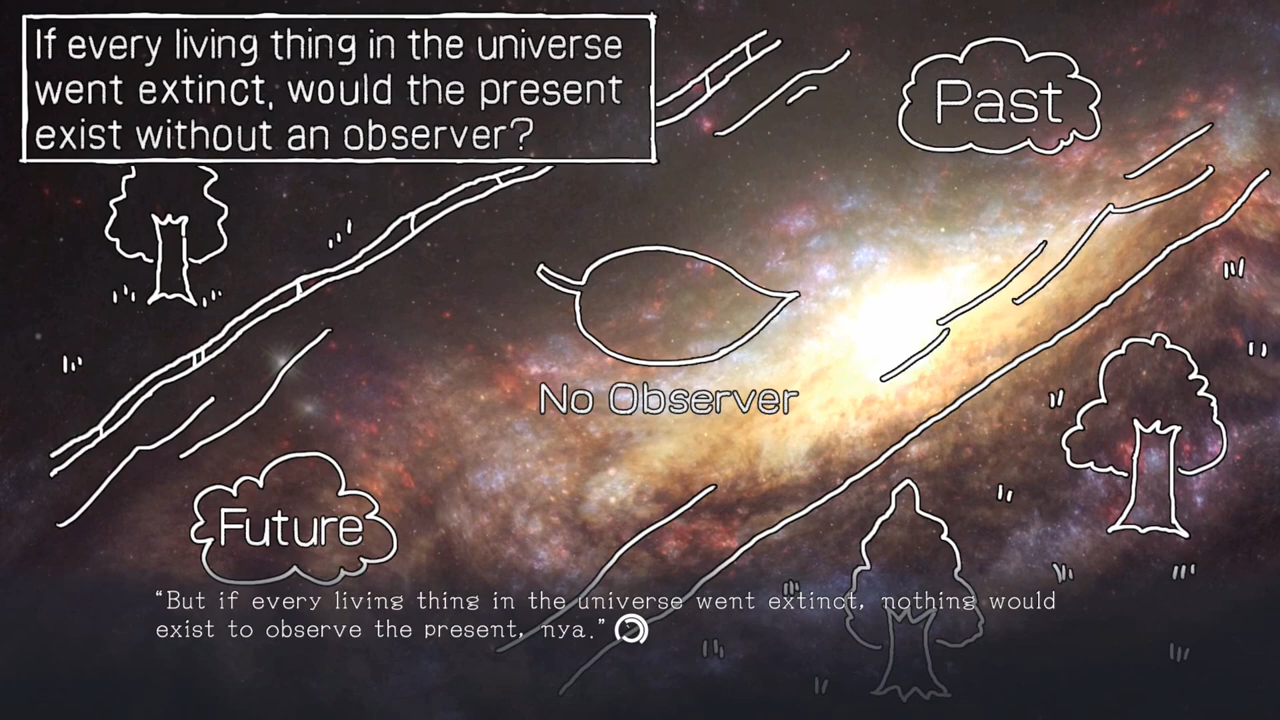 If every living thing in the universe
went extinct, would the present
exist without an observer?
Past
No Observer
Future
“But if every living thing in the universe went extinct, nothing would
exist to observe the present, nya.”